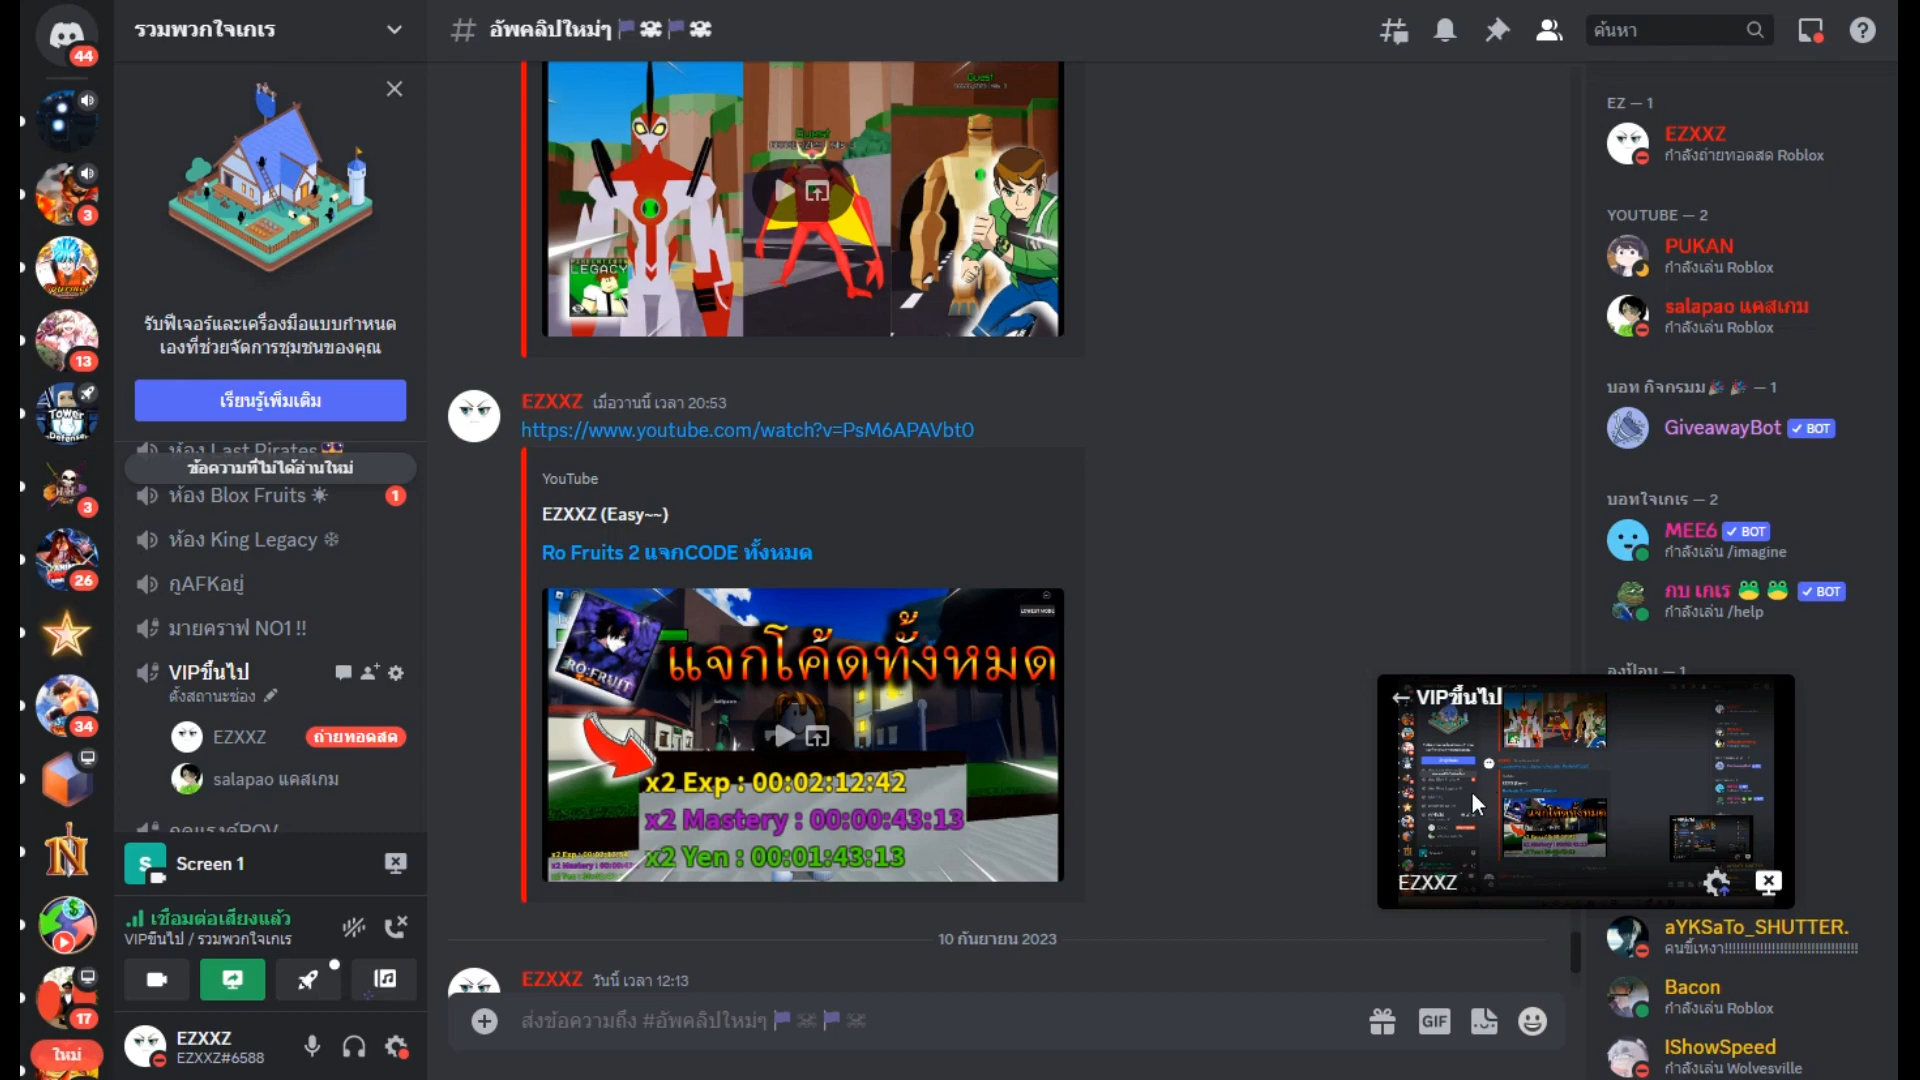 44
รวมพวกใจเกเร
อัพคลิปใหม่ๆ
ค้นหา
3
13
Tower
Defense
3
26
34
17
ใหม่
รับฟีเจอร์และเครื่องมือแบบกำหนด
เองที่ช่วยจัดการชุมชนของคุณ
เรียนรู้เพิ่มเติม
ห้อง Last Pirates
ข้อความที่ไม่ได้อ่านใหม่
ห้อง Blox Fruits
1
ห้อง King Legacy
กูAFKอยู่
มายคราฟ NO1 !!
VIPขึ้นไป
ตั้งสถานะช่อง
EZXXZ
ถ่ายทอดสด
salapao แคสเกม
S
Screen 1
เชื่อมต่อเสียงแล้ว
VIPขึ้นไป / รวมพวกใจเกเร
EZXXZ
EZXXZ#6588
Quest
Quest
LEGACY
EZXXZ เมื่อวานนี้ เวลา 20:53
https://www.youtube.com/watch?v=PsM6APAVbt0
YouTube
EZXXZ (Easy~~)
Ro Fruits 2 แจกCODE ทั้งหมด
RO:FRUIT
แจกโค้ดทั้งหมด
x2 Exp : 00:02:12:42
x2 Mastery : 00:00:43:13
x2 Yen : 00:01:43:13
10 กันยายน 2023
EZXXZ วันนี้ เวลา 12:13
ส่งข้อความถึง #อัพคลิปใหม่ๆ
GIF
VIPขึ้นไป
EZXXZ
EZ — 1
EZXXZ
กำลังถ่ายทอดสด Roblox
YOUTUBE — 2
PUKAN
กำลังเล่น Roblox
salapao แคสเกม
กำลังเล่น Roblox
บอท กิจกรมม — 1
GiveawayBot BOT
บอทใจเกเร — 2
MEE6 BOT
กำลังเล่น /imagine
กบ เกเร BOT
กำลังเล่น /help
aYKSaTo_SHUTTER.
Bacon
กำลังเล่น Roblox
IShowSpeed
กำลังเล่น Wolvesville